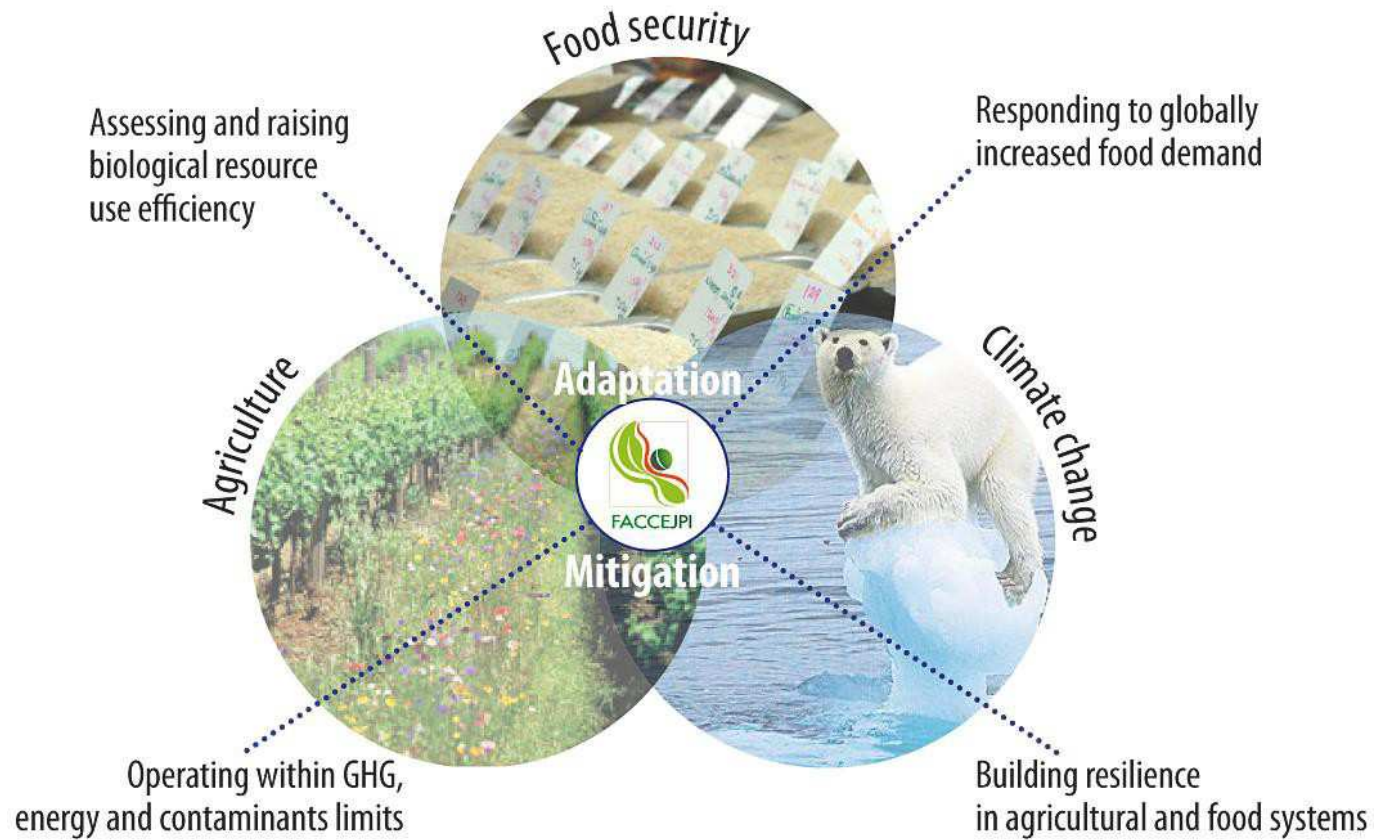 Food security
Assessing and raising
biological resource
use efficiency
Responding to globally
increased food demand
Agriculture
Climate change
Adaptation
FACCEJPI
Mitigation
Operating within GHG,
energy and contaminants limits
Building resilience
in agricultural and food systems
129